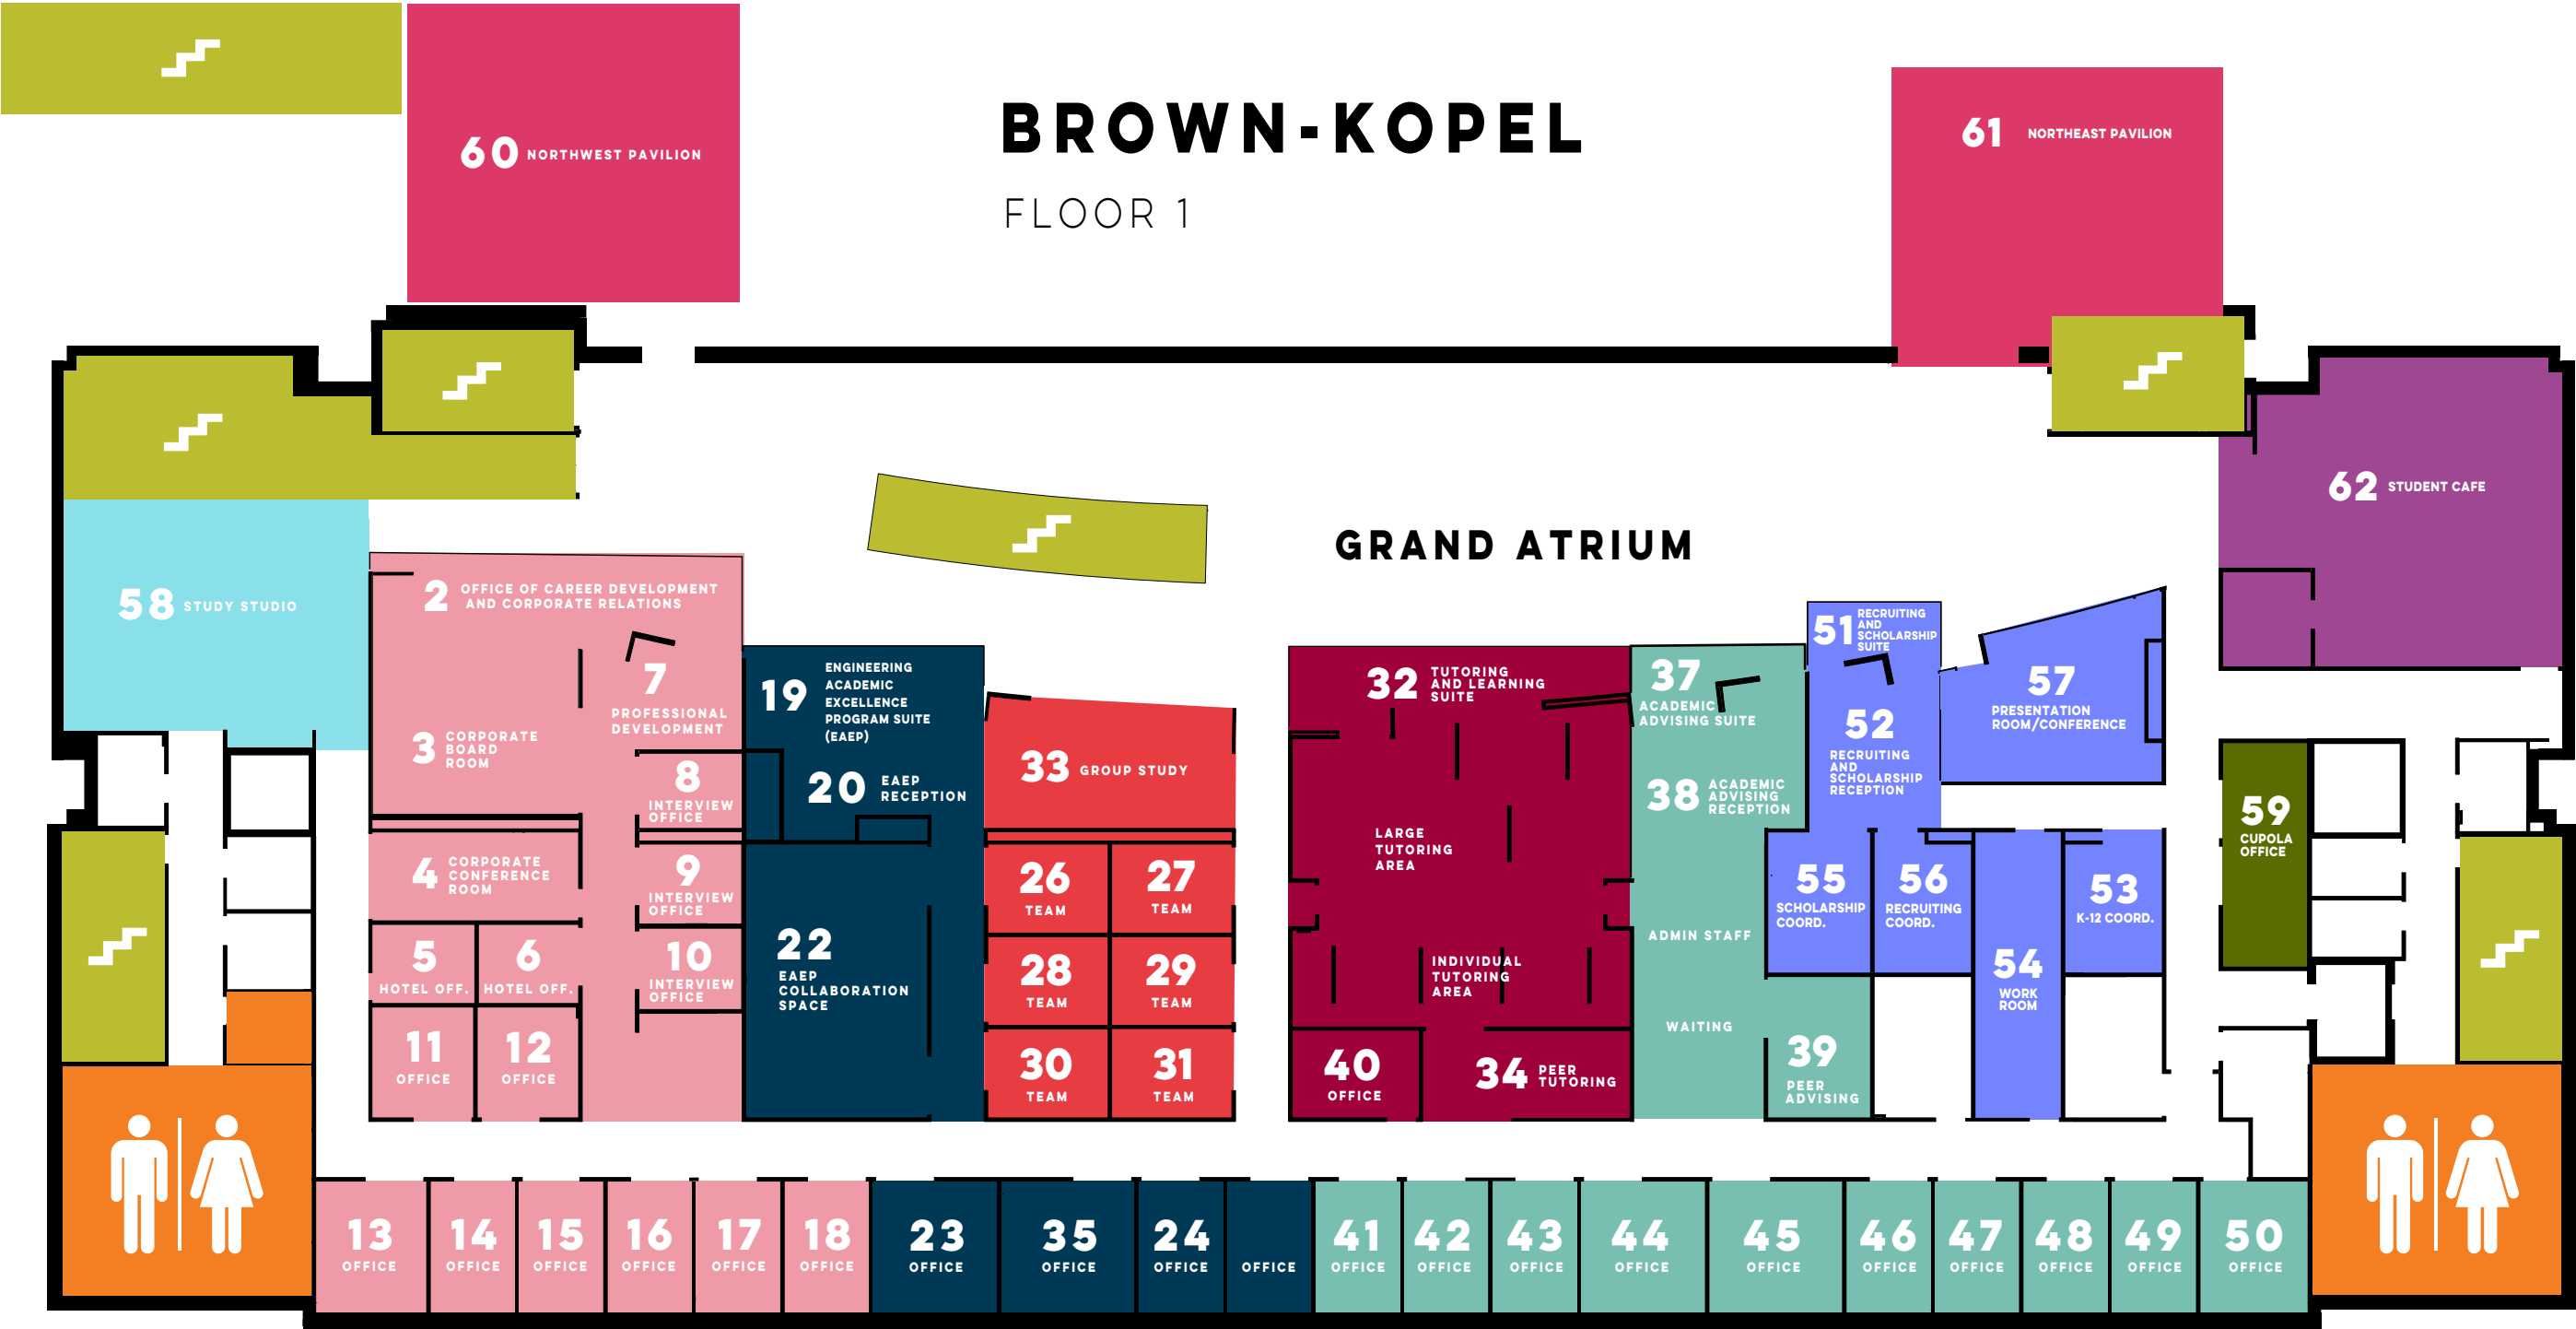 BROWN-KOPEL
FLOOR 1
60 NORTHWEST PAVILION
61 NORTHEAST PAVILION
GRAND ATRIUM
62 STUDENT CAFE
58 STUDY STUDIO
2 OFFICE OF CAREER DEVELOPMENT
AND CORPORATE RELATIONS
3 CORPORATE
BOARD
ROOM
7
PROFESSIONAL
DEVELOPMENT
8
INTERVIEW
OFFICE
4 CORPORATE
CONFERENCE
ROOM
9
INTERVIEW
OFFICE
5
HOTEL OFF.
6
HOTEL OFF.
10
INTERVIEW
OFFICE
11
OFFICE
12
OFFICE
19 ENGINEERING
ACADEMIC
EXCELLENCE
PROGRAM SUITE
(EAEP)
20 EAEP
RECEPTION
22
EAEP
COLLABORATION
SPACE
33 GROUP STUDY
26
TEAM
27
TEAM
28
TEAM
29
TEAM
30
TEAM
31
TEAM
32 TUTORING
AND LEARNING
SUITE
LARGE
TUTORING
AREA
INDIVIDUAL
TUTORING
AREA
40
OFFICE
34 PEER
TUTORING
37
ACADEMIC
ADVISING SUITE
38 ACADEMIC
ADVISING
RECEPTION
ADMIN STAFF
WAITING
39
PEER
ADVISING
51 RECRUITING
AND
SCHOLARSHIP
SUITE
52
RECRUITING
AND
SCHOLARSHIP
RECEPTION
57
PRESENTATION
ROOM/CONFERENCE
55
SCHOLARSHIP
COORD.
56
RECRUITING
COORD.
54
WORK
ROOM
53
K-12 COORD.
59
CUPOLA
OFFICE
13
OFFICE
14
OFFICE
15
OFFICE
16
OFFICE
17
OFFICE
18
OFFICE
23
OFFICE
35
OFFICE
24
OFFICE
OFFICE
41
OFFICE
42
OFFICE
43
OFFICE
44
OFFICE
45
OFFICE
46
OFFICE
47
OFFICE
48
OFFICE
49
OFFICE
50
OFFICE